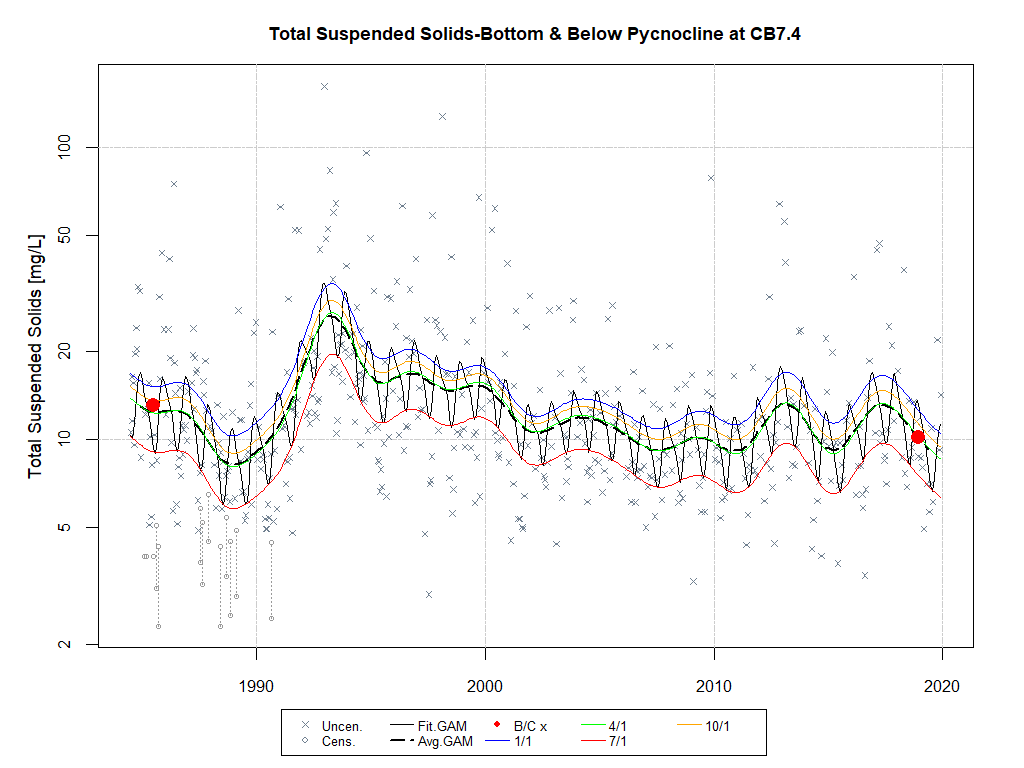 Total Suspended Solids-Bottom & Below Pycnocline at CB7.4
Total Suspended Solids [mg/L]
100
50
20
10
5
2
1990 2000 2010 2020
Uncen. Fit.GAM B/C x 4/1 10/1
Cens. Avg.GAM 1/1 7/1